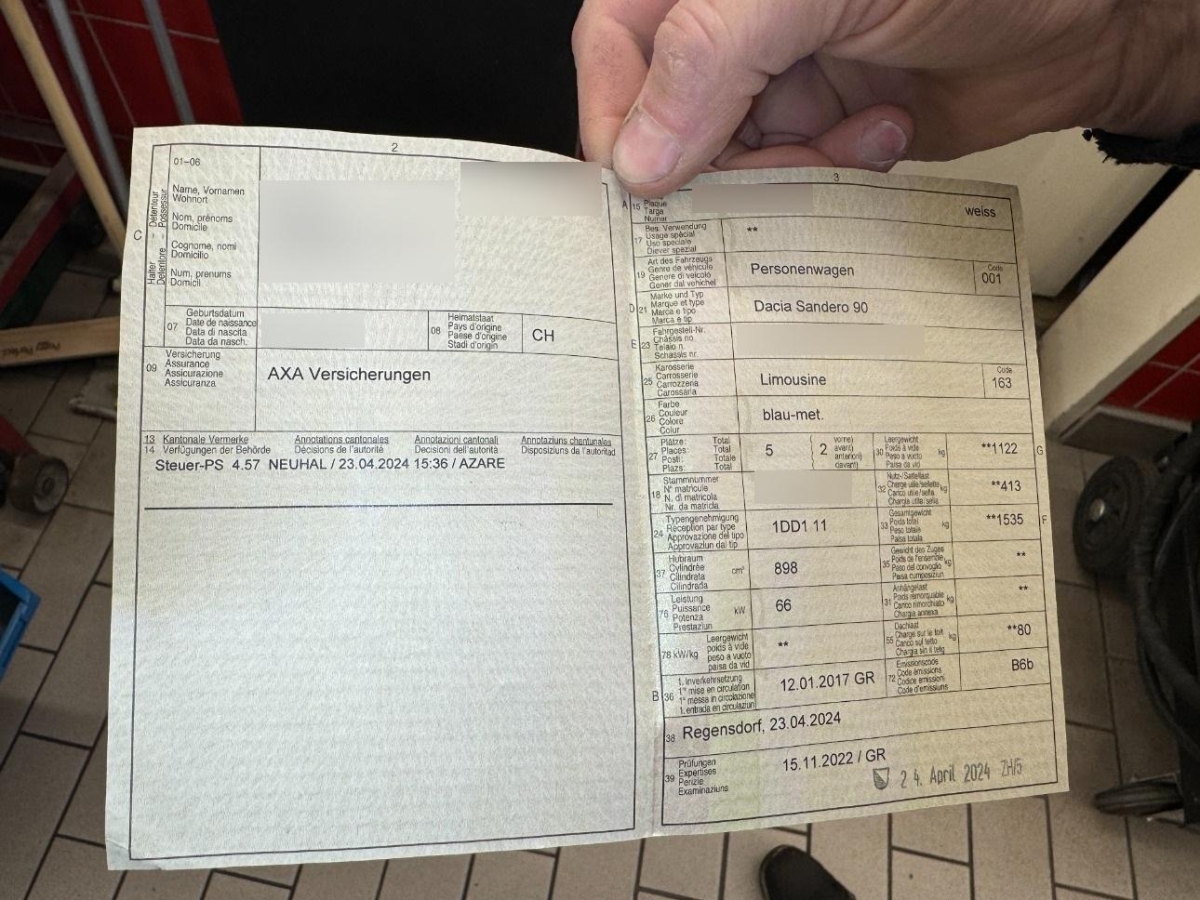 2
01–06
Name, Vornamen
Wohnort
Nom, prénoms
Domicile
Cognome, nomi
Domicilio
Num, prenums
Domicil
C
Halter - Détenteur
Detentore - Possessur
07
Geburtsdatum
Date de naissance
Data di nascita
Data da nasch.
08
Heimatstaat
Pays d'origine
Paese d'origine
Stadi d'origin
CH
09
Versicherung
Assurance
Assicurazione
Assicuranza
AXA Versicherungen
13 Kantonale Vermerke Annotations cantonales Annotazioni cantonali Annotaziuns chantunalas
14 Verfügungen der Behörde Décisions de l'autorité Decisioni dell'autorità Disposiziuns da l'autoritad
Steuer-PS 4.57 NEUHAL / 23.04.2024 15:36 / AZARE
3
A 15
Plaque
Targa
Numer
weiss
17
Bes. Verwendung
Usage spécial
Uso speciale
Diever spezial
**
19
Art des Fahrzeugs
Genre de véhicule
Genere di veicolo
Gener dal vehichel
Personenwagen
Code
001
D 21
Marke und Typ
Marque et type
Marca e tipo
Marca e tip
Dacia Sandero 90
E 23
Fahrgestell-Nr.
Châssis no
Telaio n.
Schassis nr.
25
Karosserie
Carrosserie
Carrozzeria
Carossaria
Limousine
Code
163
26
Farbe
Couleur
Colore
Colur
blau-met.
27
Plätze: Total
Places: Total
Posti: Totale
Plazs: Total
5
2
vorne)
avant)
anteriori)
davant)
30
Leergewicht
Poids à vide
Peso a vuoto
Paisa da vid
kg
**1122
G
18
Stammnummer
N° matricule
N. di matricola
Nr. da matricla
32
Nutz-/Sattellast
Charge utile/sellette
Carico utile/sella
Chargia utila/sella
kg
**413
24
Typengenehmigung
Réception par type
Approvazione del tipo
Approvaziun dal tip
1DD1 11
33
Gesamtgewicht
Poids total
Peso totale
Paisa totala
kg
**1535
F
37
Hubraum
Cylindrée
Cilindrata
Cilindrada
cm³
898
35
Gewicht des Zuges
Poids de l'ensemble
Peso del convoglio
Paisa cumposiziun
kg
**
76
Leistung
Puissance
Potenza
Prestaziun
kW
66
31
Anhängelast
Poids remorquable
Carico rimorchiato
Chargia annexa
kg
**
78 kW/kg
Leergewicht
poids à vide
peso a vuoto
paisa da vid
**
55
Dachlast
Charge sur le toit
Carico sul tetto
Chargia sin il tetg
kg
**80
B 36
1. Inverkehrsetzung
1re mise en circulation
1a messa in circolazione
1. entrada en circulaziun
12.01.2017 GR
72
Emissionscode
Code émissions
Codice emissioni
Code d'emissiuns
B6b
38
Regensdorf, 23.04.2024
39
Prüfungen
Expertises
Perizie
Examinaziuns
15.11.2022 / GR
24. April 2024 ZH/5